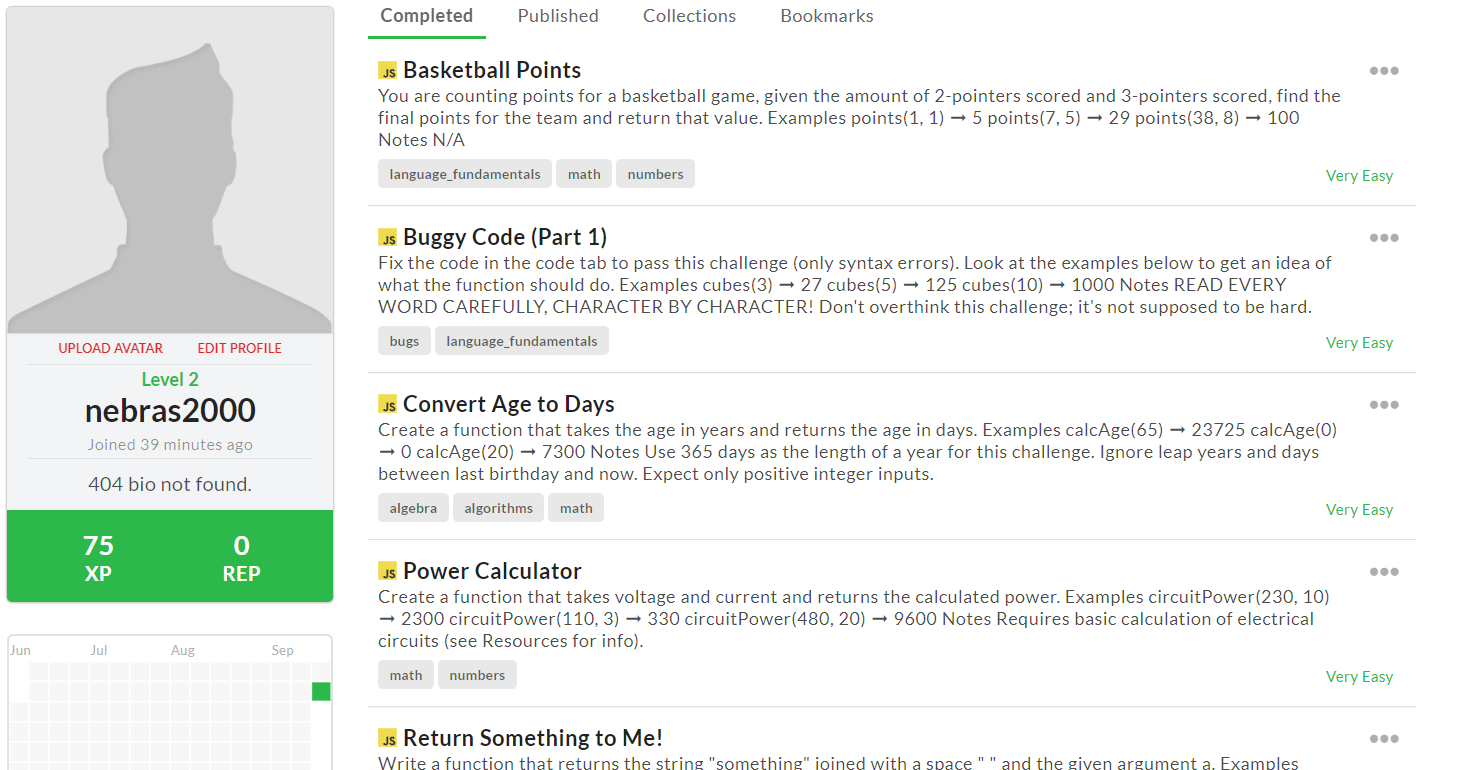 UPLOAD AVATAR EDIT PROFILE
Level 2
nebras2000
Joined 39 minutes ago
404 bio not found.
75 0
XP REP
Jun Jul Aug Sep
Completed Published Collections Bookmarks
JS Basketball Points
You are counting points for a basketball game, given the amount of 2-pointers scored and 3-pointers scored, find the
final points for the team and return that value. Examples points(1, 1) → 5 points(7, 5) → 29 points(38, 8) → 100
Notes N/A
language_fundamentals math numbers
Very Easy
JS Buggy Code (Part 1)
Fix the code in the code tab to pass this challenge (only syntax errors). Look at the examples below to get an idea of
what the function should do. Examples cubes(3) → 27 cubes(5) → 125 cubes(10) → 1000 Notes READ EVERY
WORD CAREFULLY, CHARACTER BY CHARACTER! Don't overthink this challenge; it's not supposed to be hard.
bugs language_fundamentals
Very Easy
JS Convert Age to Days
Create a function that takes the age in years and returns the age in days. Examples calcAge(65) → 23725 calcAge(0)
→ 0 calcAge(20) → 7300 Notes Use 365 days as the length of a year for this challenge. Ignore leap years and days
between last birthday and now. Expect only positive integer inputs.
algebra algorithms math
Very Easy
JS Power Calculator
Create a function that takes voltage and current and returns the calculated power. Examples circuitPower(230, 10)
→ 2300 circuitPower(110, 3) → 330 circuitPower(480, 20) → 9600 Notes Requires basic calculation of electrical
circuits (see Resources for info).
math numbers
Very Easy
JS Return Something to Me!
Write a function that returns the string "something" joined with a space " " and the given argument a. Examples